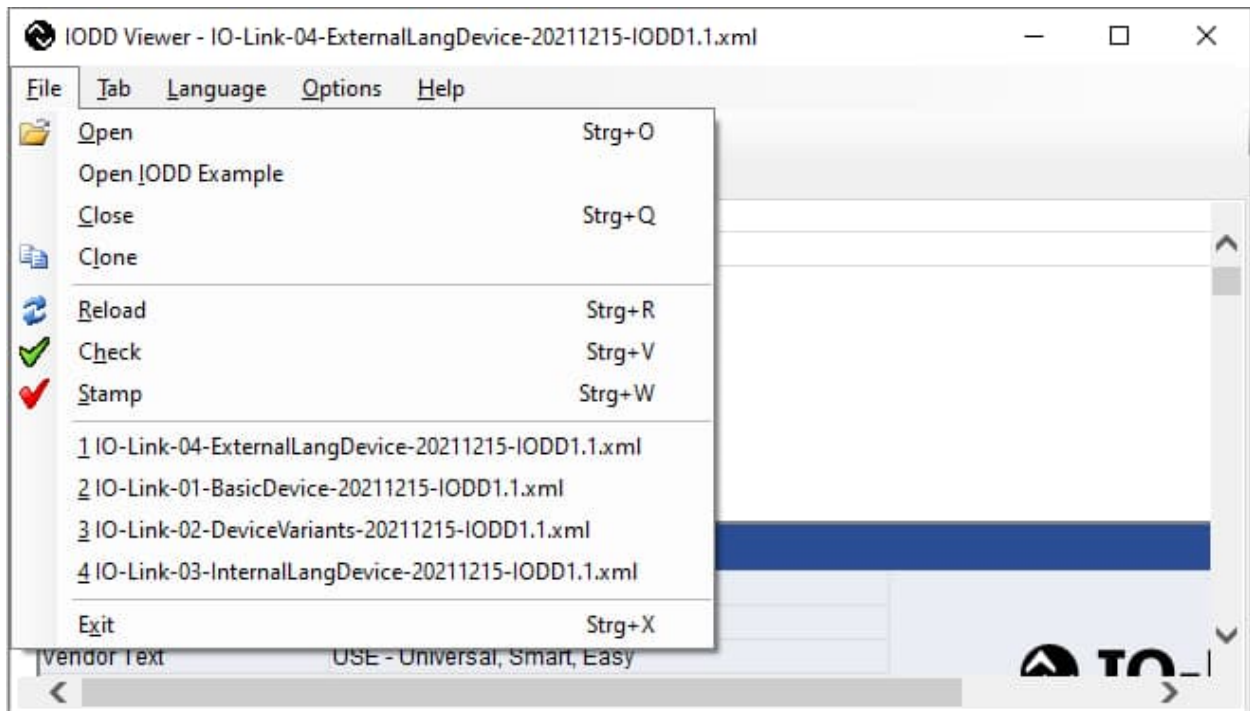 IODD Viewer - IO-Link-04-ExternalLangDevice-20211215-IODD1.1.xml
File Tab Language Options Help
Open Strg+O
Open IODD Example
Close Strg+Q
Clone
Reload Strg+R
Check Strg+V
Stamp Strg+W
1 IO-Link-04-ExternalLangDevice-20211215-IODD1.1.xml
2 IO-Link-01-BasicDevice-20211215-IODD1.1.xml
3 IO-Link-02-DeviceVariants-20211215-IODD1.1.xml
4 IO-Link-03-InternalLangDevice-20211215-IODD1.1.xml
Exit Strg+X
Vendor Text USE - Universal, Smart, Easy